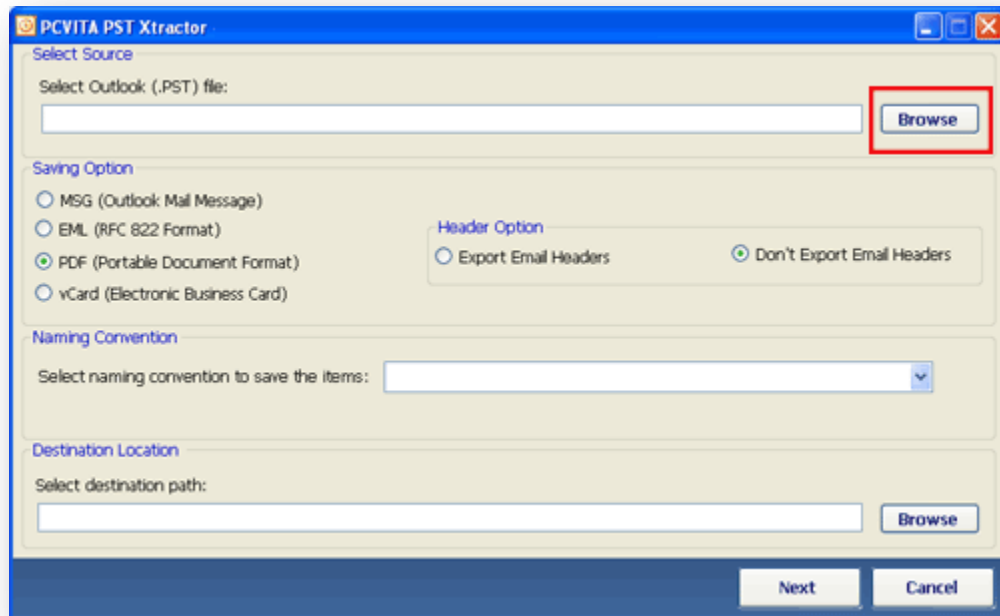 PCVITA PST Xtractor
Select Source
Select Outlook (.PST) file:
Browse
Saving Option
MSG (Outlook Mail Message)
EML (RFC 822 Format)
PDF (Portable Document Format)
vCard (Electronic Business Card)
Header Option
Export Email Headers
Don't Export Email Headers
Naming Convention
Select naming convention to save the items:
Destination Location
Select destination path:
Browse
Next
Cancel